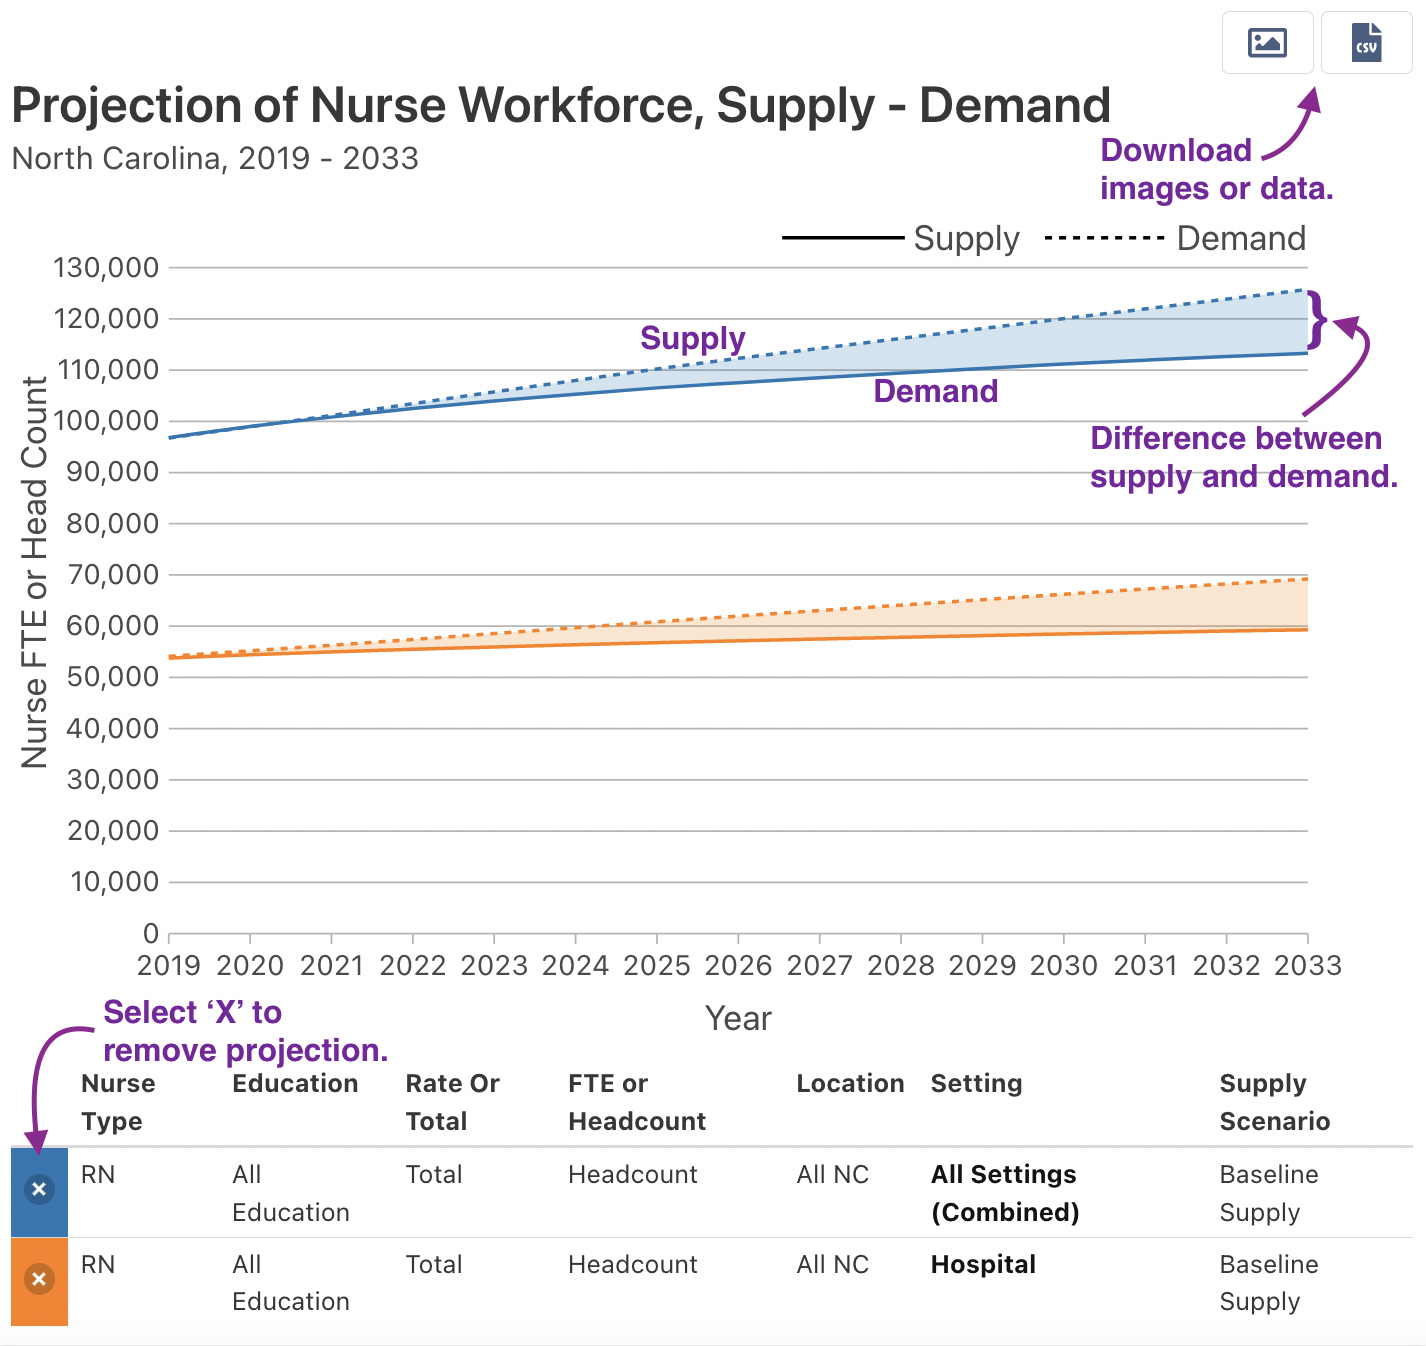 CSV
Projection of Nurse Workforce, Supply - Demand
North Carolina, 2019 - 2033
Download
images or data.
Supply Demand
130,000
120,000
110,000
100,000
90,000
80,000
70,000
60,000
50,000
40,000
30,000
20,000
10,000
0
Nurse FTE or Head Count
Supply
Demand
Difference between
supply and demand.
2019 2020 2021 2022 2023 2024 2025 2026 2027 2028 2029 2030 2031 2032 2033
Year
Select ‘X’ to
remove projection.
Nurse Education Rate Or FTE or Location Setting Supply
Type Total Headcount Scenario
RN All Total Headcount All NC All Settings Baseline
Education (Combined) Supply
RN All Total Headcount All NC Hospital Baseline
Education Supply